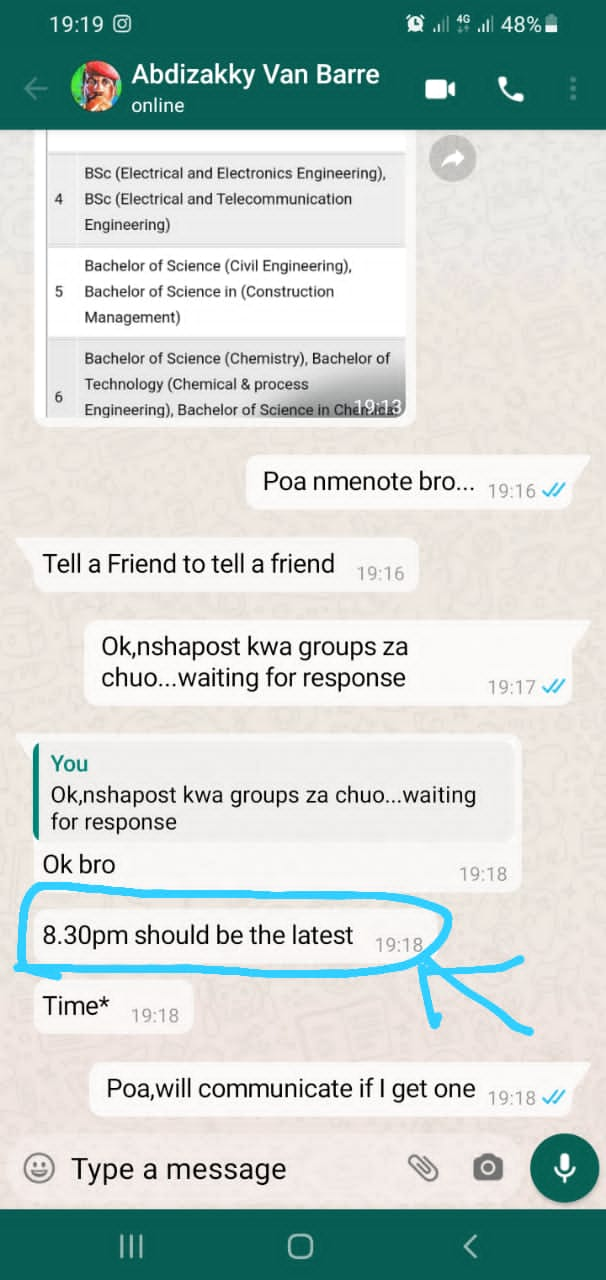 19:19
4G
48%
Abdizakky Van Barre
online
BSc (Electrical and Electronics Engineering),
4 BSc (Electrical and Telecommunication
Engineering)
Bachelor of Science (Civil Engineering),
5 Bachelor of Science in (Construction
Management)
Bachelor of Science (Chemistry), Bachelor of
Technology (Chemical & process
6
Engineering), Bachelor of Science in Chemical
19:13
Poa nmenote bro... 19:16
Tell a Friend to tell a friend 19:16
Ok,nshapost kwa groups za
chuo...waiting for response 19:17
You
Ok,nshapost kwa groups za chuo...waiting
for response
Ok bro 19:18
8.30pm should be the latest 19:18
Time* 19:18
Poa,will communicate if I get one 19:18
Type a message